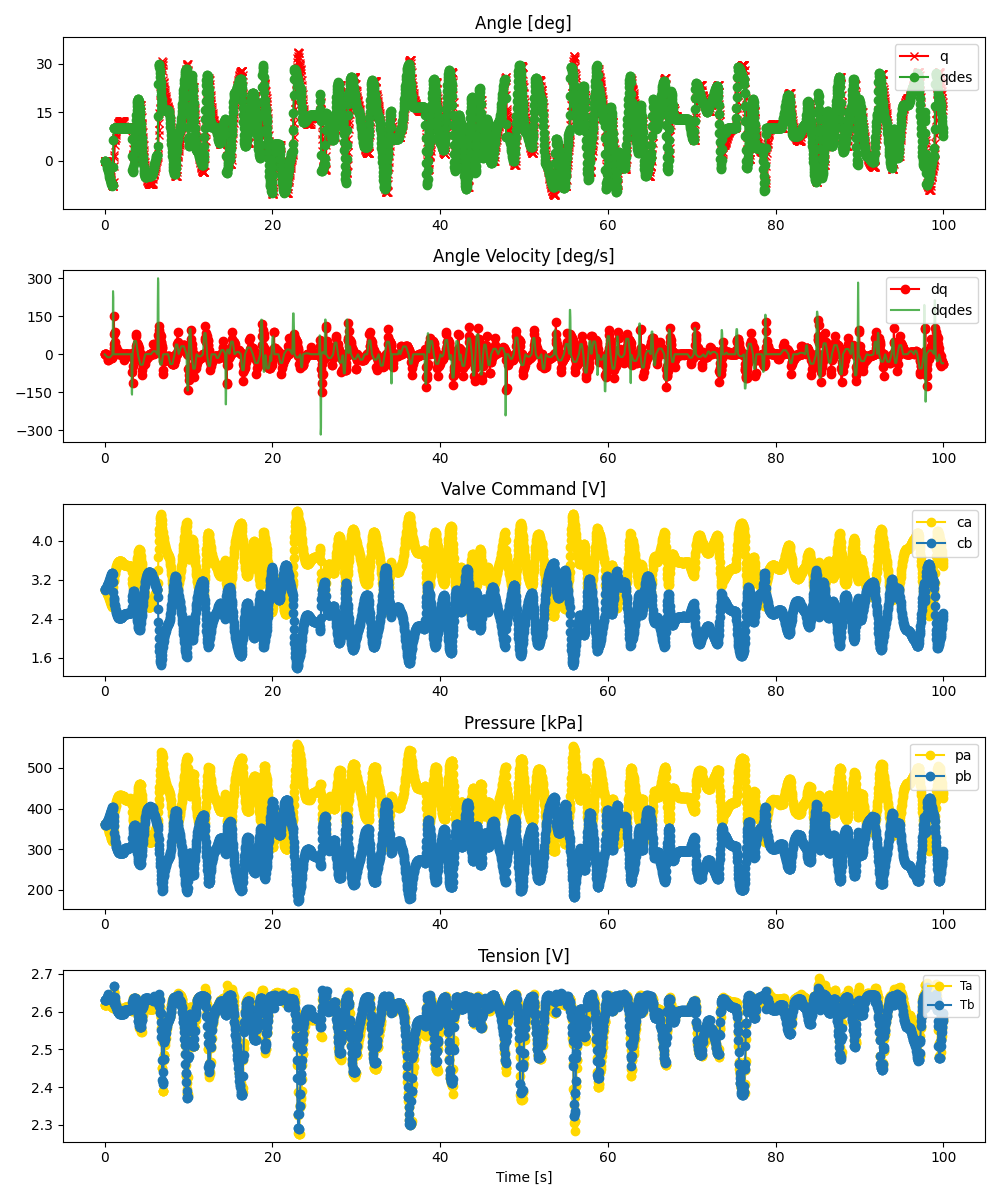 Angle [deg]
30
15
0
q
qdes
0 20 40 60 80 100
Angle Velocity [deg/s]
300
150
0
−150
−300
dq
dqdes
0 20 40 60 80 100
Valve Command [V]
4.0
3.2
2.4
1.6
ca
cb
0 20 40 60 80 100
Pressure [kPa]
500
400
300
200
pa
pb
0 20 40 60 80 100
Tension [V]
2.7
2.6
2.5
2.4
2.3
Ta
Tb
0 20 40 60 80 100
Time [s]